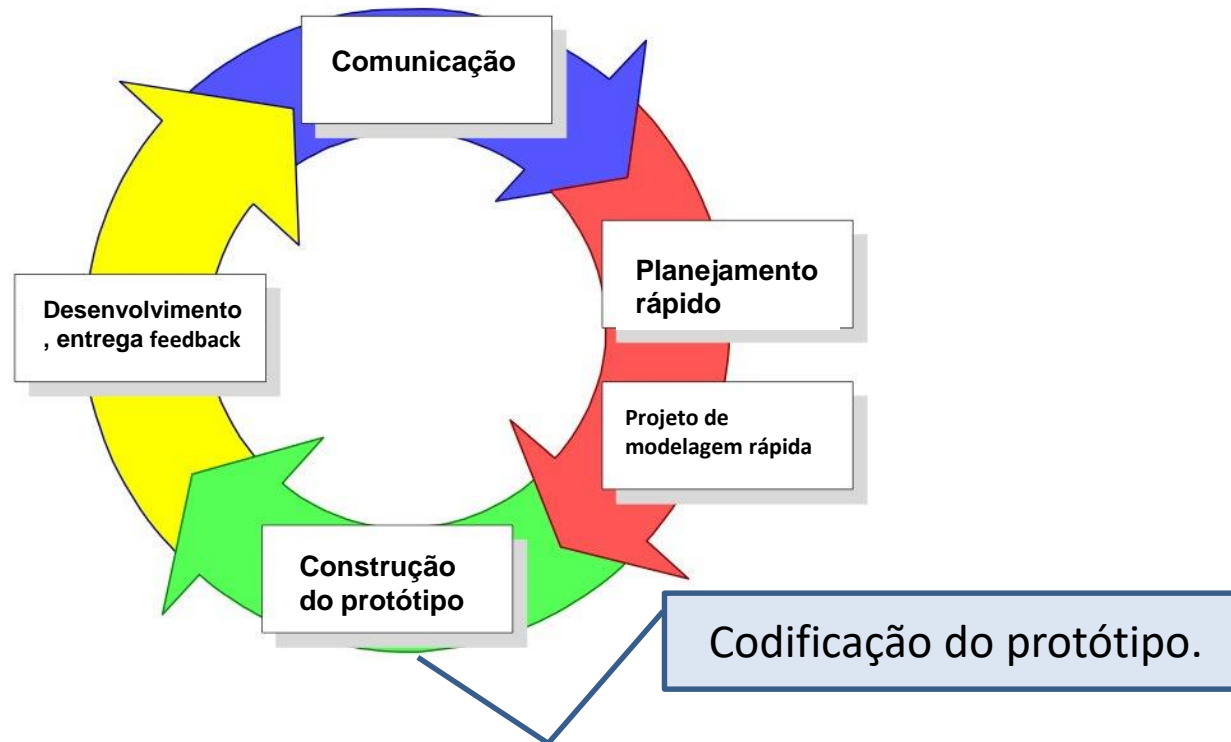 Comunicação
Planejamento
rápido
Desenvolvimento
, entrega feedback
Projeto de
modelagem rápida
Construção
do protótipo
Codificação do protótipo.